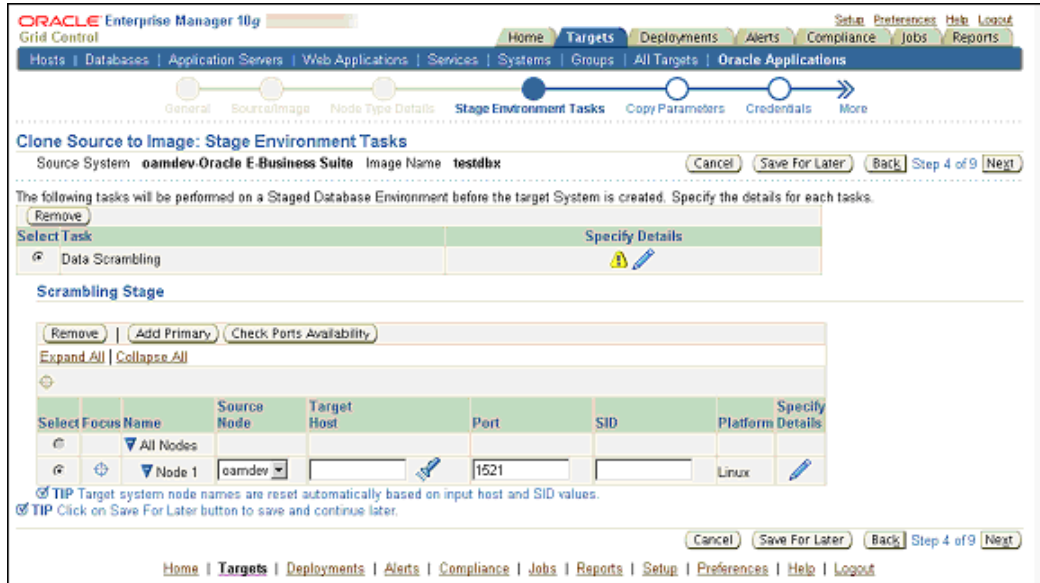 ORACLE Enterprise Manager 10g
Grid Control
Setup Preferences Help Logout
Home Targets Deployments Alerts Compliance Jobs Reports
Hosts | Databases | Application Servers | Web Applications | Services | Systems | Groups | All Targets | Oracle Applications
General Source/Image Node Type Details Stage Environment Tasks Copy Parameters Credentials More
Clone Source to Image: Stage Environment Tasks
Source System oamdev-Oracle E-Business Suite Image Name testdbx
Cancel Save For Later Back Step 4 of 9 Next
The following tasks will be performed on a Staged Database Environment before the target System is created. Specify the details for each tasks.
Remove
Select Task Specify Details
Data Scrambling
Scrambling Stage
Remove | Add Primary Check Ports Availability
Expand All | Collapse All
Select Focus Name Source Node Target Host Port SID Platform Specify Details
All Nodes
Node 1 oamdev 1521 Linux
TIP Target system node names are reset automatically based on input host and SID values.
TIP Click on Save For Later button to save and continue later.
Cancel Save For Later Back Step 4 of 9 Next
Home | Targets | Deployments | Alerts | Compliance | Jobs | Reports | Setup | Preferences | Help | Logout